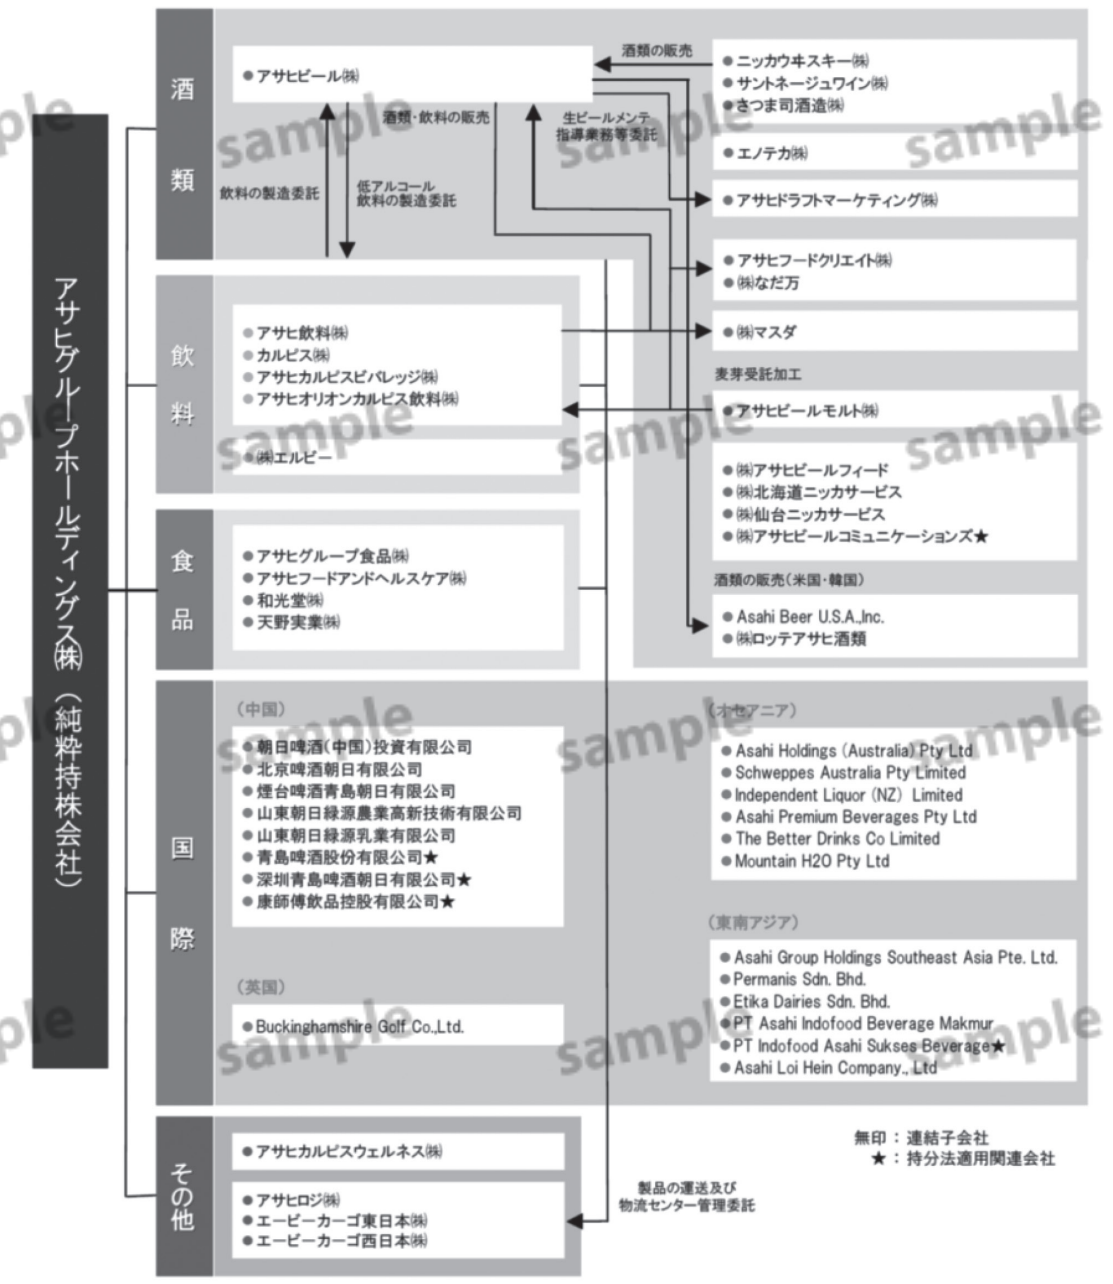 アサヒグループホールディングス㈱（純粋持株会社）
酒類
●アサヒビール㈱
酒類の販売
●ニッカウヰスキー㈱
●サントネージュワイン㈱
●さつま司酒造㈱
酒類・飲料の販売
生ビールメンテ
指導業務等委託
●エノテカ㈱
飲料の製造委託
低アルコール
飲料の製造委託
●アサヒドラフトマーケティング㈱
●アサヒフードクリエイト㈱
●㈱なだ万
●㈱マスダ
麦芽受託加工
●アサヒビールモルト㈱
●㈱アサヒビールフィード
●㈱北海道ニッカサービス
●㈱仙台ニッカサービス
●㈱アサヒビールコミュニケーションズ★
酒類の販売（米国・韓国）
●Asahi Beer U.S.A.,Inc.
●㈱ロッテアサヒ酒類
飲料
●アサヒ飲料㈱
●カルピス㈱
●アサヒカルピスビバレッジ㈱
●アサヒオリオンカルピス飲料㈱
●㈱エルビー
食品
●アサヒグループ食品㈱
●アサヒフードアンドヘルスケア㈱
●和光堂㈱
●天野実業㈱
国際
（中国）
●朝日啤酒（中国）投資有限公司
●北京啤酒朝日有限公司
●煙台啤酒青島朝日有限公司
●山東朝日緑源農業高新技術有限公司
●山東朝日緑源乳業有限公司
●青島啤酒股份有限公司★
●深圳青島啤酒朝日有限公司★
●康師傅飲品控股有限公司★
（英国）
●Buckinghamshire Golf Co.,Ltd.
（オセアニア）
●Asahi Holdings (Australia) Pty Ltd
●Schweppes Australia Pty Limited
●Independent Liquor (NZ) Limited
●Asahi Premium Beverages Pty Ltd
●The Better Drinks Co Limited
●Mountain H2O Pty Ltd
（東南アジア）
●Asahi Group Holdings Southeast Asia Pte. Ltd.
●Permanis Sdn. Bhd.
●Etika Dairies Sdn. Bhd.
●PT Asahi Indofood Beverage Makmur
●PT Indofood Asahi Sukses Beverage★
●Asahi Loi Hein Company., Ltd
その他
●アサヒカルピスウェルネス㈱
●アサヒロジ㈱
●エービーカーゴ東日本㈱
●エービーカーゴ西日本㈱
製品の運送及び
物流センター管理委託
無印：連結子会社
★：持分法適用関連会社
ple sample sample sample
ple sample sample sample
ple sample sample sample
ple sample sample sample